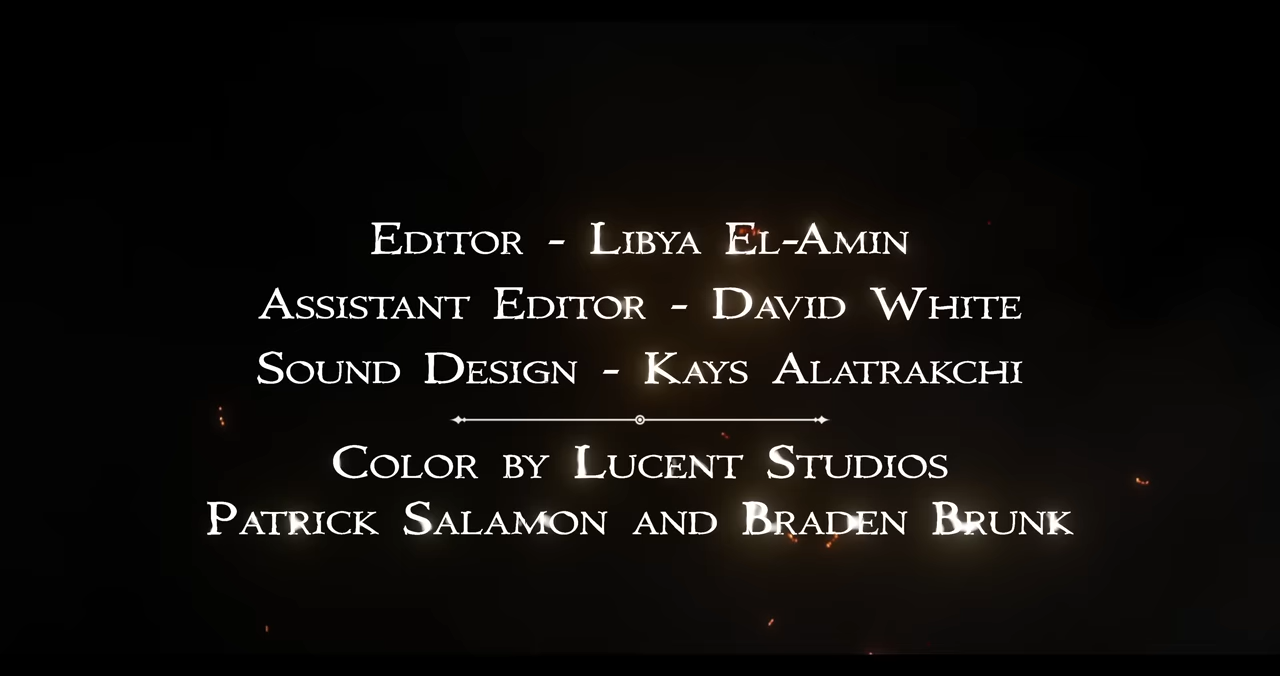 Editor - Libya El-Amin
Assistant Editor - David White
Sound Design - Kays Alatrakchi
Color by Lucent Studios
Patrick Salamon and Braden Brunk